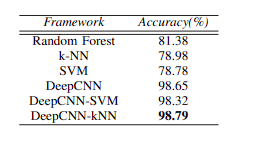 Framework Accuracy(%)
Random Forest 81.38
k-NN 78.98
SVM 78.78
DeepCNN 98.65
DeepCNN-SVM 98.32
DeepCNN-kNN 98.79